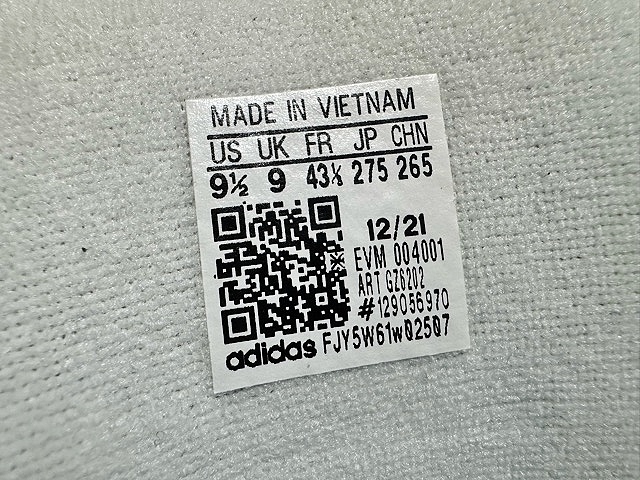 MADE IN VIETNAM
US UK FR JP CHN
9½ 9 43⅓ 275 265
12/21
EVM 004001
ART GZ6202
#129056970
adidas FJY5W61w02507